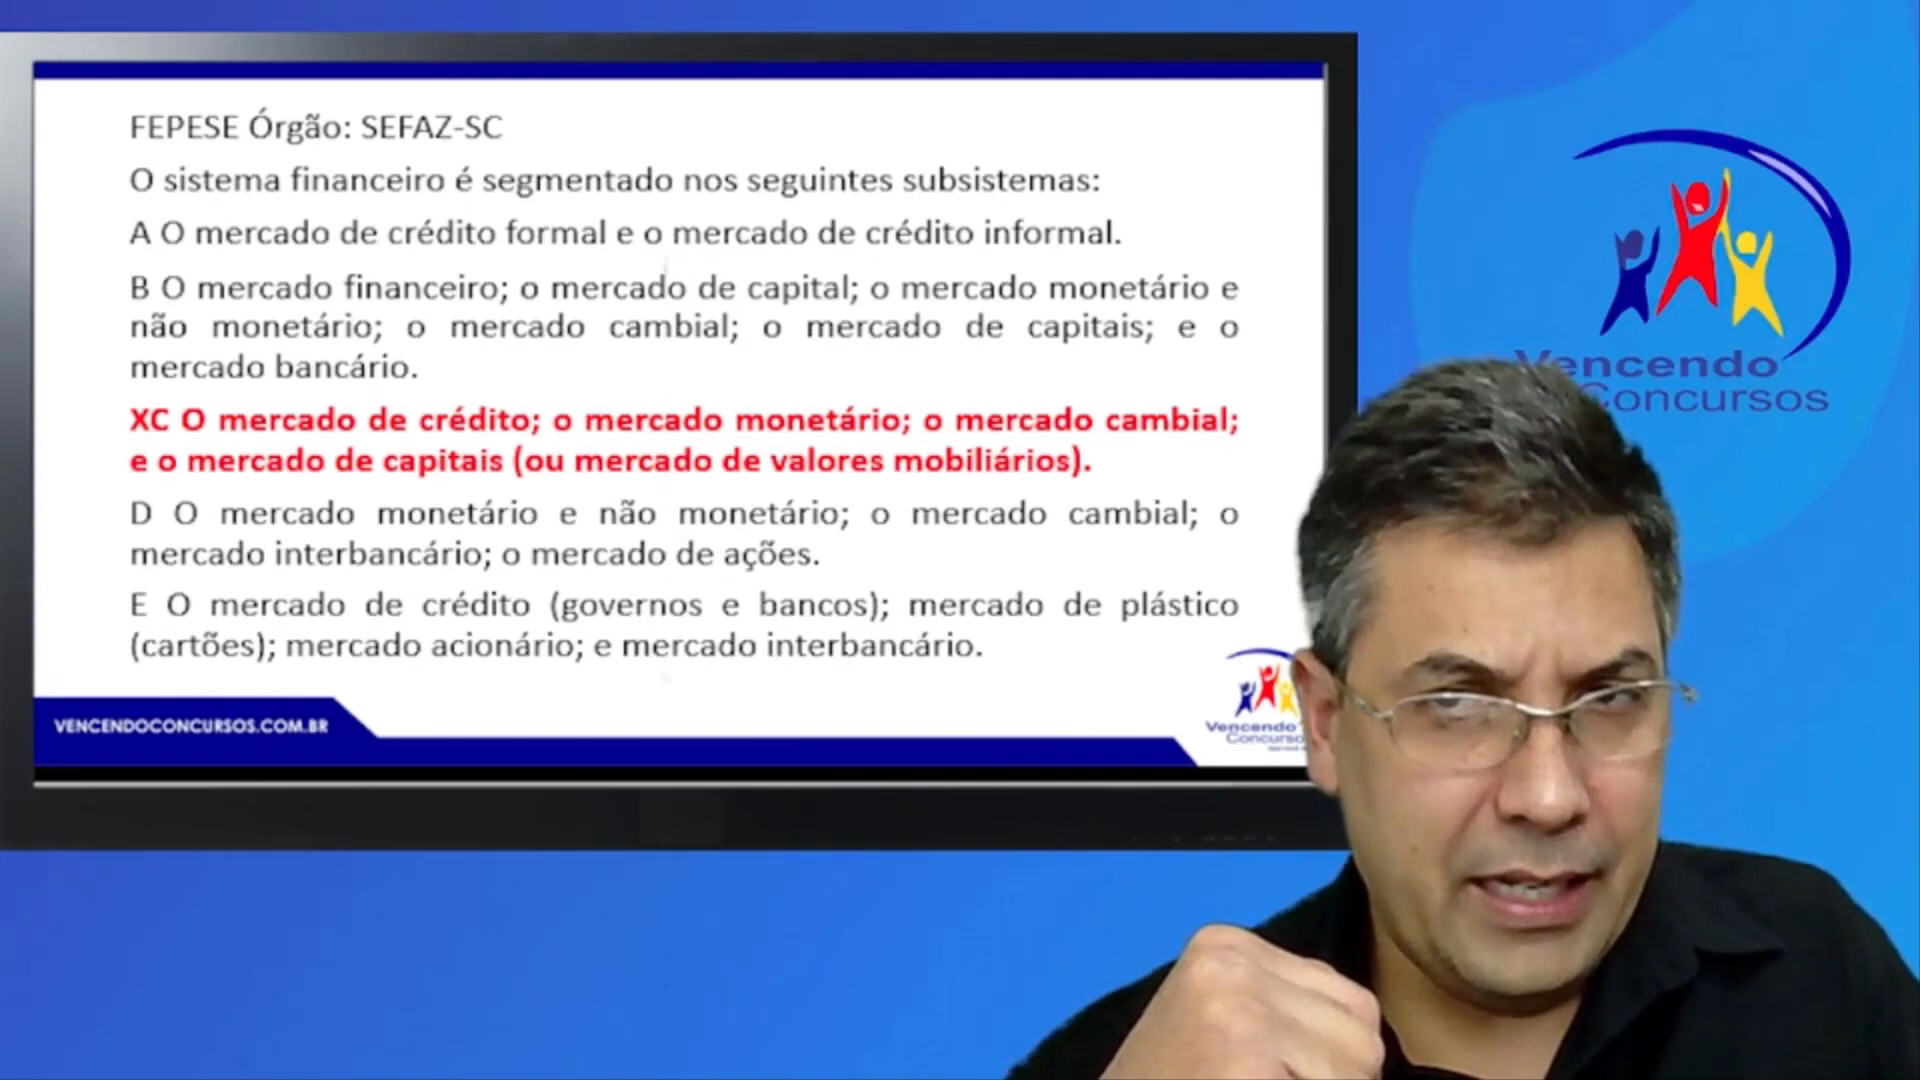 FEPESE Órgão: SEFAZ-SC
O sistema financeiro é segmentado nos seguintes subsistemas:
A O mercado de crédito formal e o mercado de crédito informal.
B O mercado financeiro; o mercado de capital; o mercado monetário e
não monetário; o mercado cambial; o mercado de capitais; e o
mercado bancário.
XC O mercado de crédito; o mercado monetário; o mercado cambial;
e o mercado de capitais (ou mercado de valores mobiliários).
D O mercado monetário e não monetário; o mercado cambial; o
mercado interbancário; o mercado de ações.
E O mercado de crédito (governos e bancos); mercado de plástico
(cartões); mercado acionário; e mercado interbancário.
VENCENDOCONCURSOS.COM.BR
Vencendo
Concurso
Vencendo
Concursos